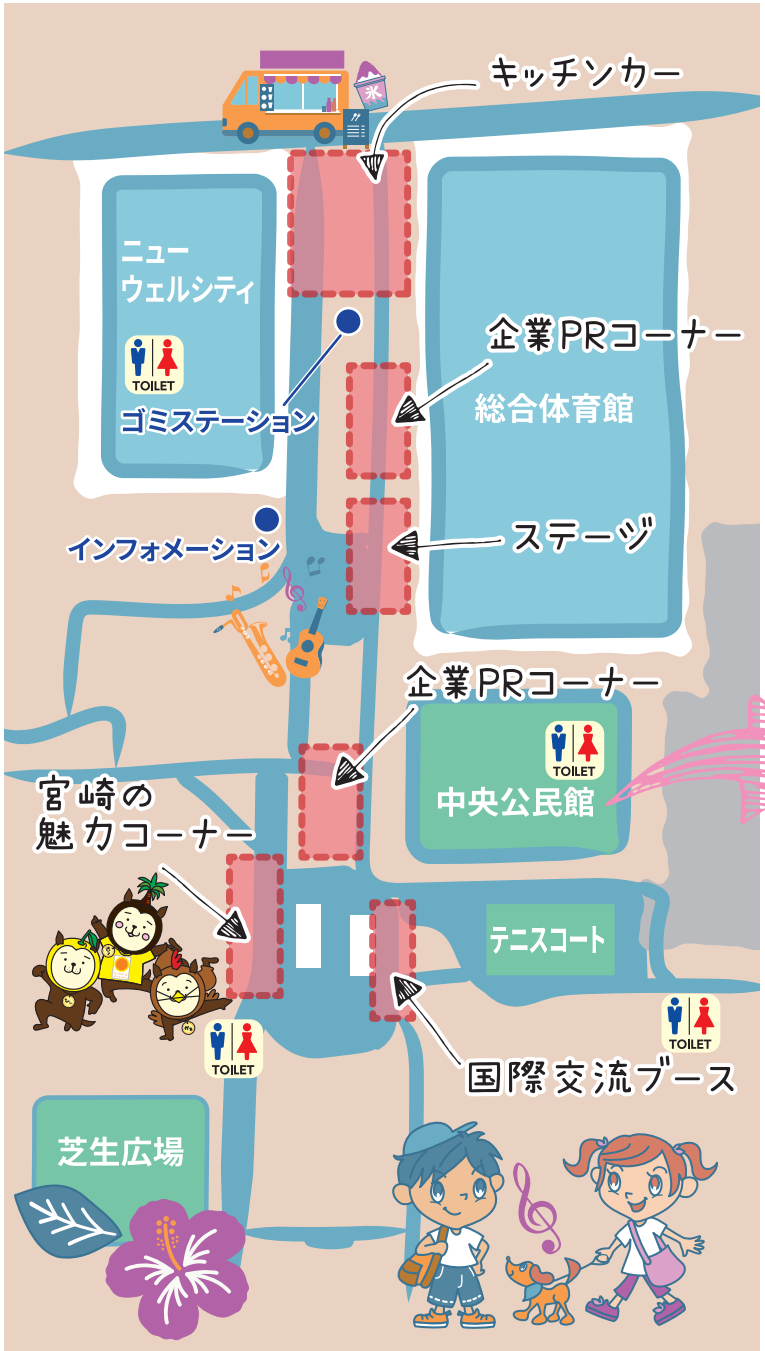 氷
キッチンカー
ニュー
ウェルシティ
TOILET
企業PRコーナー
ゴミステーション
総合体育館
インフォメーション
ステージ
企業PRコーナー
TOILET
中央公民館
宮崎の
魅力コーナー
テニスコート
TOILET
TOILET
国際交流ブース
芝生広場